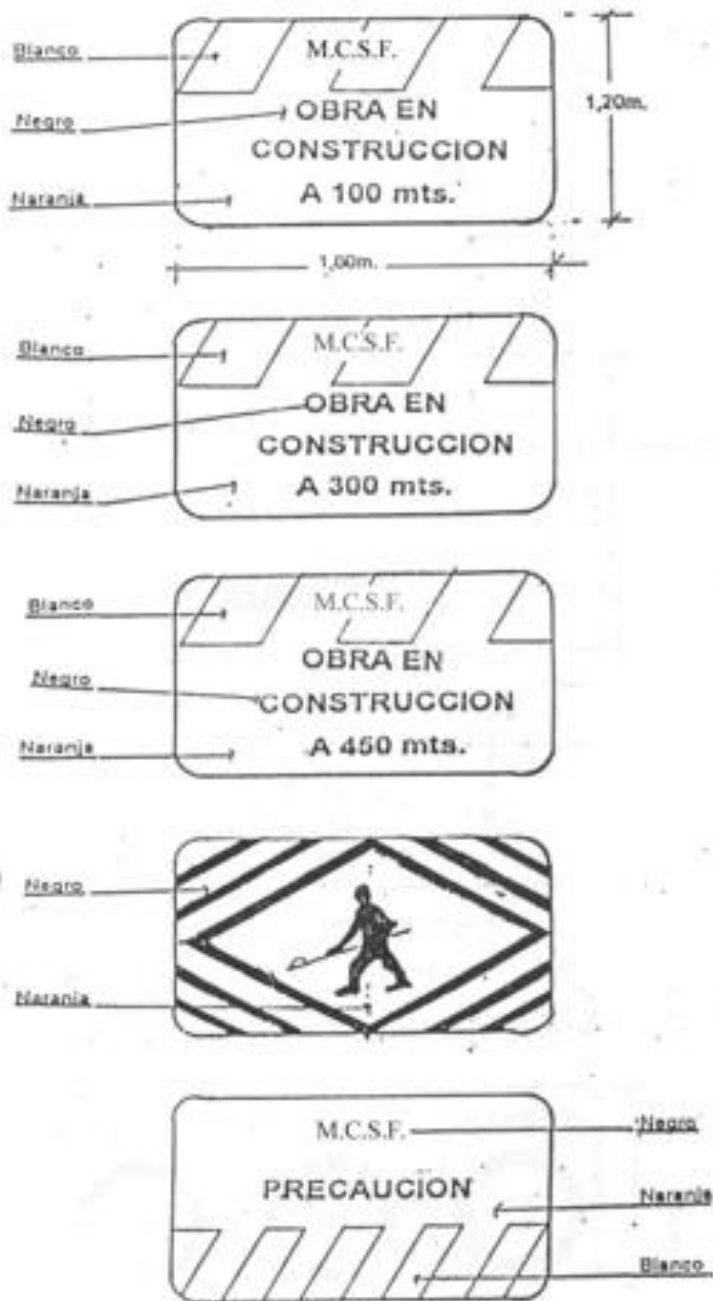 M.C.S.F.
Blanco
Negro
OBRA EN
CONSTRUCCION
Naranja
A 100 mts.
1,20m.
1,00m.
M.C.S.F.
Blanco
Negro
OBRA EN
CONSTRUCCION
Naranja
A 300 mts.
M.C.S.F.
Blanco
OBRA EN
Negro
CONSTRUCCION
Naranja
A 450 mts.
Negro
Naranja
M.C.S.F.
Negro
PRECAUCION
Naranja
Blanco